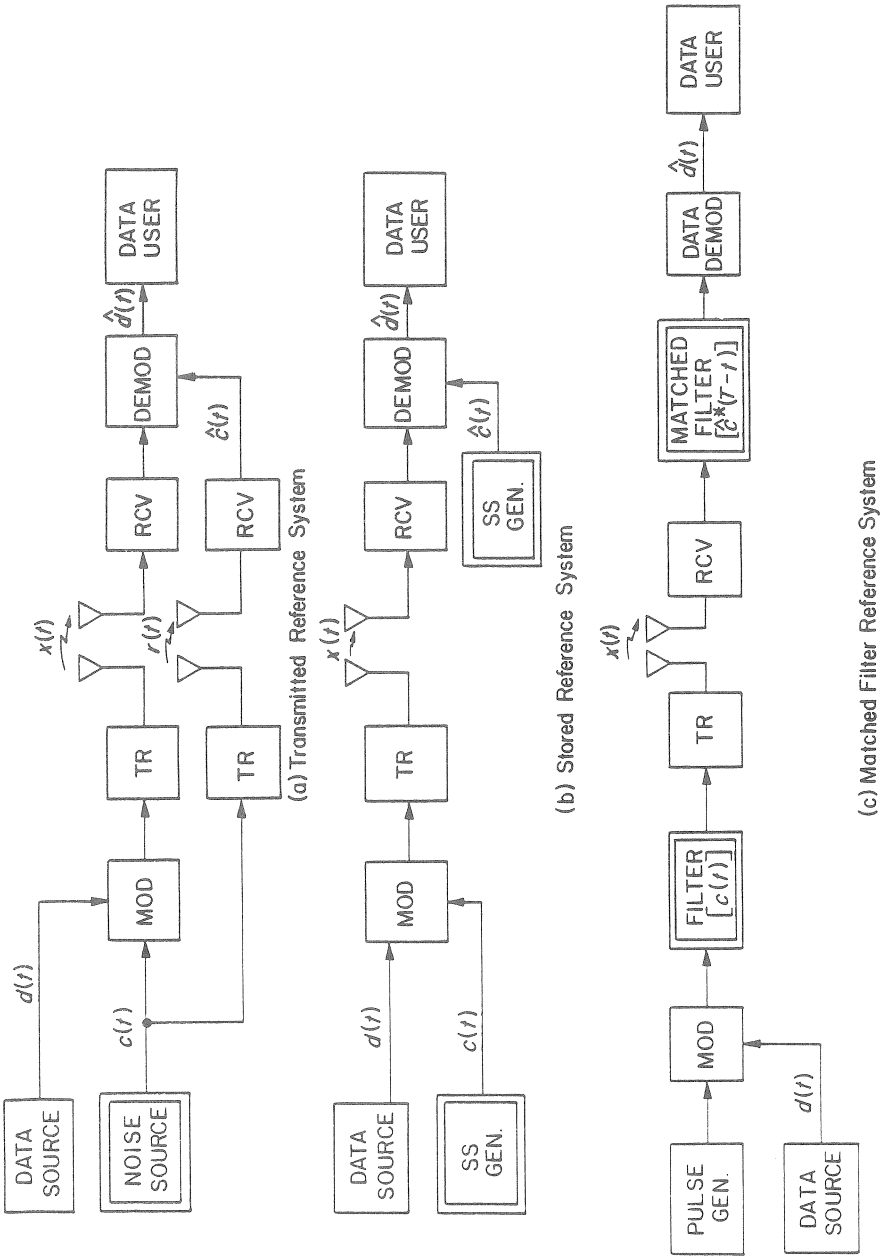 DATA
SOURCE
d(t)
NOISE
SOURCE
c(t)
MOD
TR
TR
x(t)
r(t)
RCV
RCV
ĉ(t)
DEMOD
d̂(t)
DATA
USER
(a) Transmitted Reference System
DATA
SOURCE
d(t)
SS
GEN.
c(t)
MOD
TR
x(t)
RCV
SS
GEN.
ĉ(t)
DEMOD
d̂(t)
DATA
USER
(b) Stored Reference System
PULSE
GEN.
DATA
SOURCE
d(t)
MOD
FILTER
[c(t)]
TR
x(t)
RCV
MATCHED
FILTER
[ĉ*(T-t)]
DATA
DEMOD
d̂(t)
DATA
USER
(c) Matched Filter Reference System